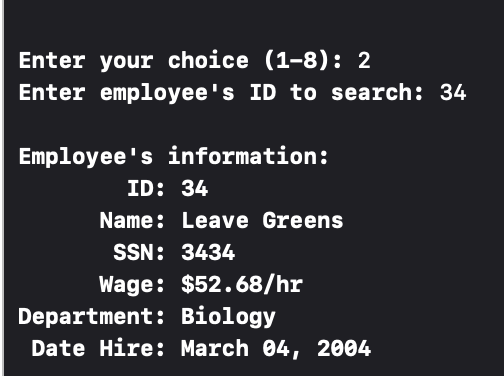 Enter your choice (1-8): 2
Enter employee's ID to search: 34
Employee's information:
ID: 34
Name: Leave Greens
SSN: 3434
Wage: $52.68/hr
Department: Biology
Date Hire: March 04, 2004